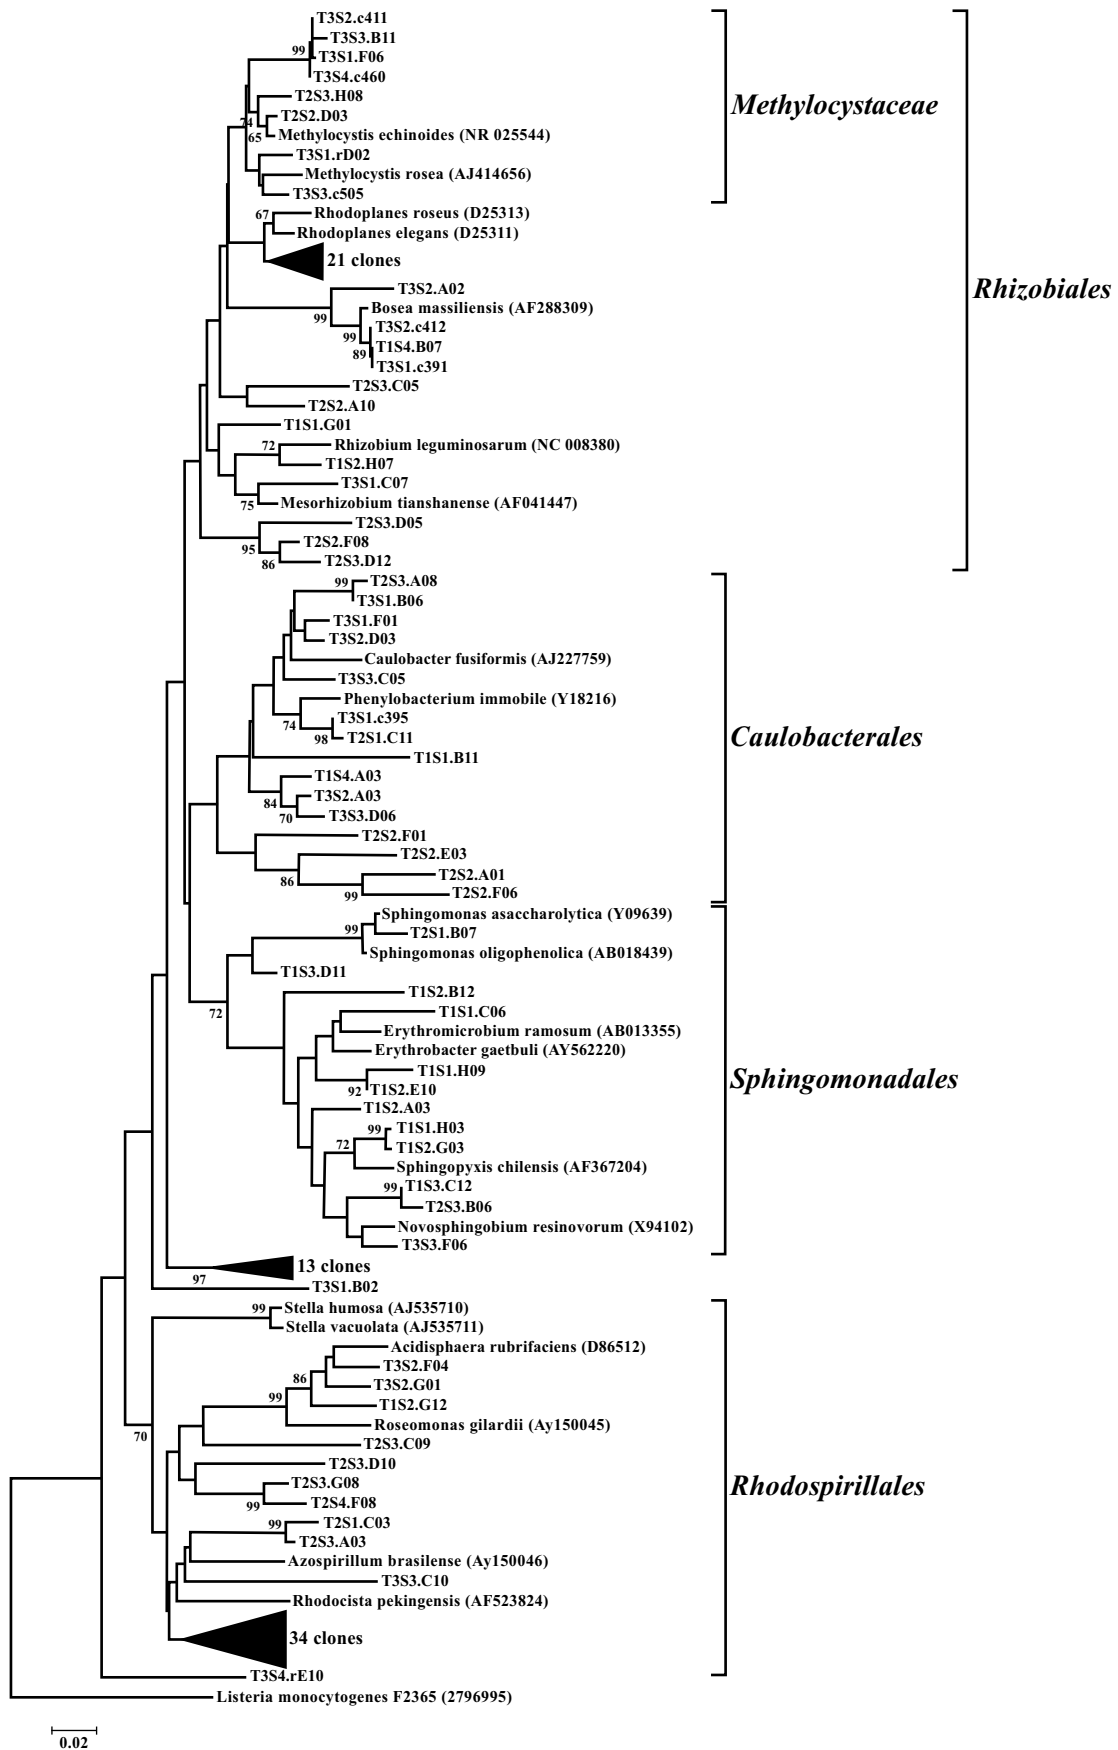 T3S2.c411
T3S3.B11
99
T3S1.F06
T3S4.c460
T2S3.H08
T2S2.D03
74
65
Methylocystis echinoides (NR 025544)
T3S1.rD02
Methylocystis rosea (AJ414656)
T3S3.c505
Methylocystaceae
67
Rhodoplanes roseus (D25313)
Rhodoplanes elegans (D25311)
21 clones
T3S2.A02
Rhizobiales
Bosea massiliensis (AF288309)
99
T3S2.c412
99
T1S4.B07
89
T3S1.c391
T2S3.C05
T2S2.A10
T1S1.G01
72
Rhizobium leguminosarum (NC 008380)
T1S2.H07
T3S1.C07
75
Mesorhizobium tianshanense (AF041447)
T2S3.D05
T2S2.F08
95
86
T2S3.D12
99
T2S3.A08
T3S1.B06
T3S1.F01
T3S2.D03
Caulobacter fusiformis (AJ227759)
T3S3.C05
Phenylobacterium immobile (Y18216)
74
T3S1.c395
98
T2S1.C11
Caulobacterales
T1S1.B11
T1S4.A03
84
T3S2.A03
70
T3S3.D06
T2S2.F01
T2S2.E03
86
T2S2.A01
99
T2S2.F06
Sphingomonas asaccharolytica (Y09639)
99
T2S1.B07
Sphingomonas oligophenolica (AB018439)
T1S3.D11
72
T1S2.B12
T1S1.C06
Erythromicrobium ramosum (AB013355)
Erythrobacter gaetbuli (AY562220)
T1S1.H09
Sphingomonadales
92
T1S2.E10
T1S2.A03
99
T1S1.H03
72
T1S2.G03
Sphingopyxis chilensis (AF367204)
99
T1S3.C12
T2S3.B06
Novosphingobium resinovorum (X94102)
T3S3.F06
13 clones
97
T3S1.B02
99
Stella humosa (AJ535710)
Stella vacuolata (AJ535711)
Acidisphaera rubrifaciens (D86512)
T3S2.F04
86
T3S2.G01
99
T1S2.G12
Roseomonas gilardii (Ay150045)
70
T2S3.C09
T2S3.D10
T2S3.G08
Rhodospirillales
99
T2S4.F08
99
T2S1.C03
T2S3.A03
Azospirillum brasilense (Ay150046)
T3S3.C10
Rhodocista pekingensis (AF523824)
34 clones
T3S4.rE10
Listeria monocytogenes F2365 (2796995)
0.02